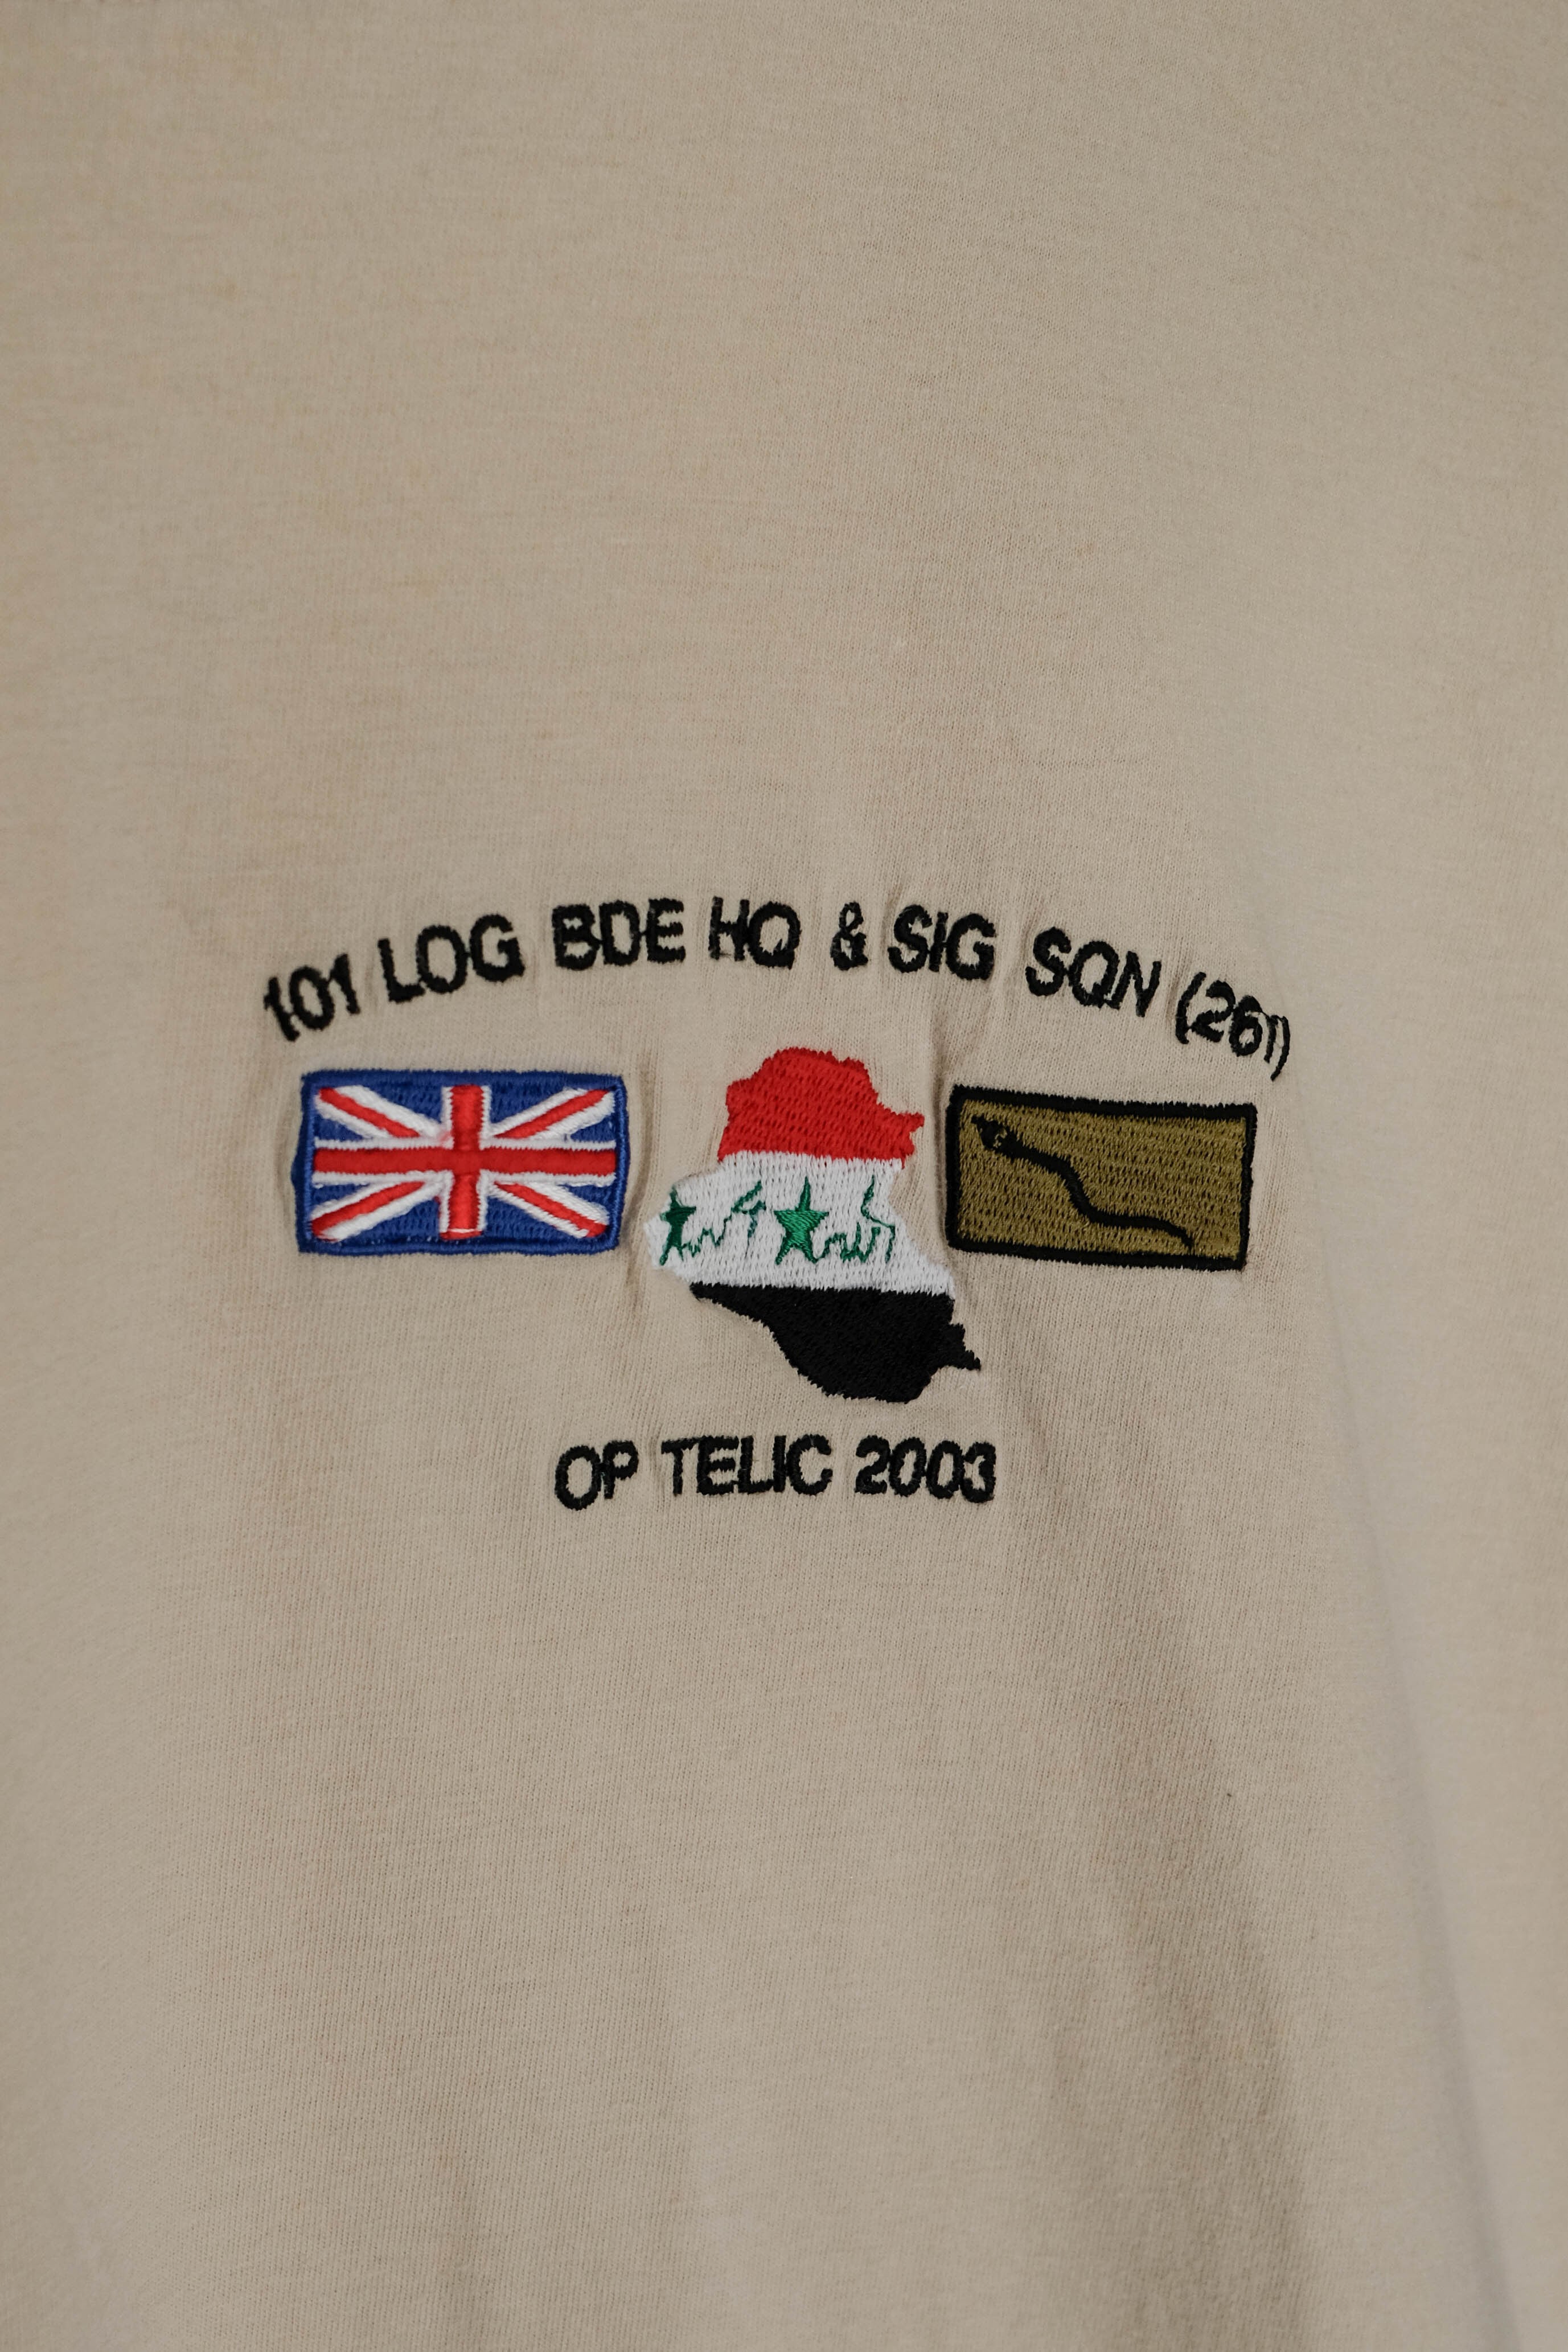 101 LOG BDE HQ & SIG SQN (261)
OP TELIC 2003